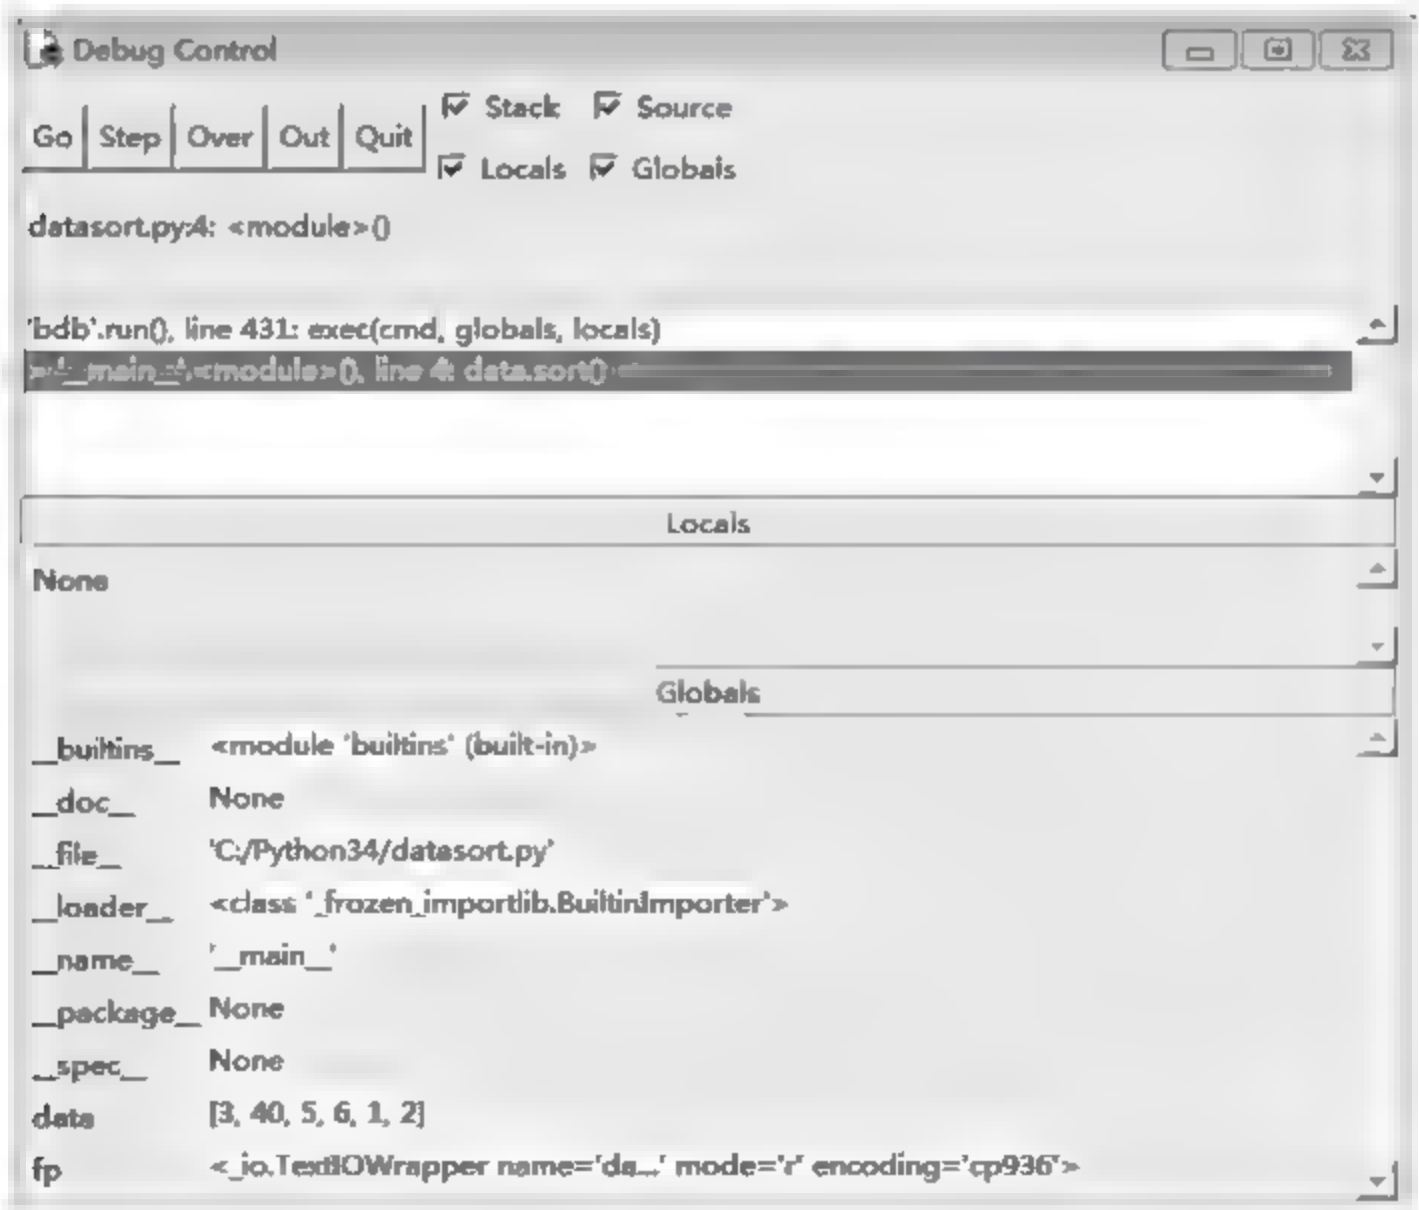 Debug Control
Go Step Over Out Quit
Stack Source
Locals Globals
datasort.py:4: <module>()
'bdb'.run(), line 431: exec(cmd, globals, locals)
> '__main__'.<module>(), line 4: data.sort()
Locals
None
Globals
__builtins__ <module 'builtins' (built-in)>
__doc__ None
__file__ 'C:/Python34/datasort.py'
__loader__ <class '_frozen_importlib.BuiltinImporter'>
__name__ '__main__'
__package__ None
__spec__ None
data [3, 40, 5, 6, 1, 2]
fp <_io.TextIOWrapper name='da...' mode='r' encoding='cp936'>